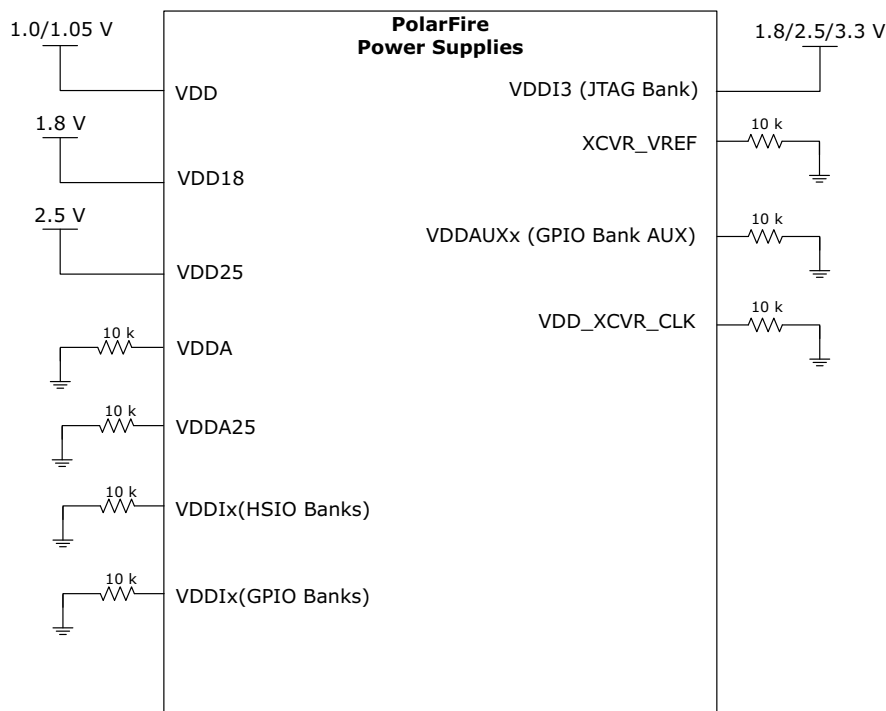 PolarFire
Power Supplies
1.0/1.05 V
VDD
1.8 V
VDD18
2.5 V
VDD25
10 k
VDDA
10 k
VDDA25
10 k
VDDIx(HSIO Banks)
10 k
VDDIx(GPIO Banks)
1.8/2.5/3.3 V
VDDI3 (JTAG Bank)
10 k
XCVR_VREF
10 k
VDDAUXx (GPIO Bank AUX)
10 k
VDD_XCVR_CLK